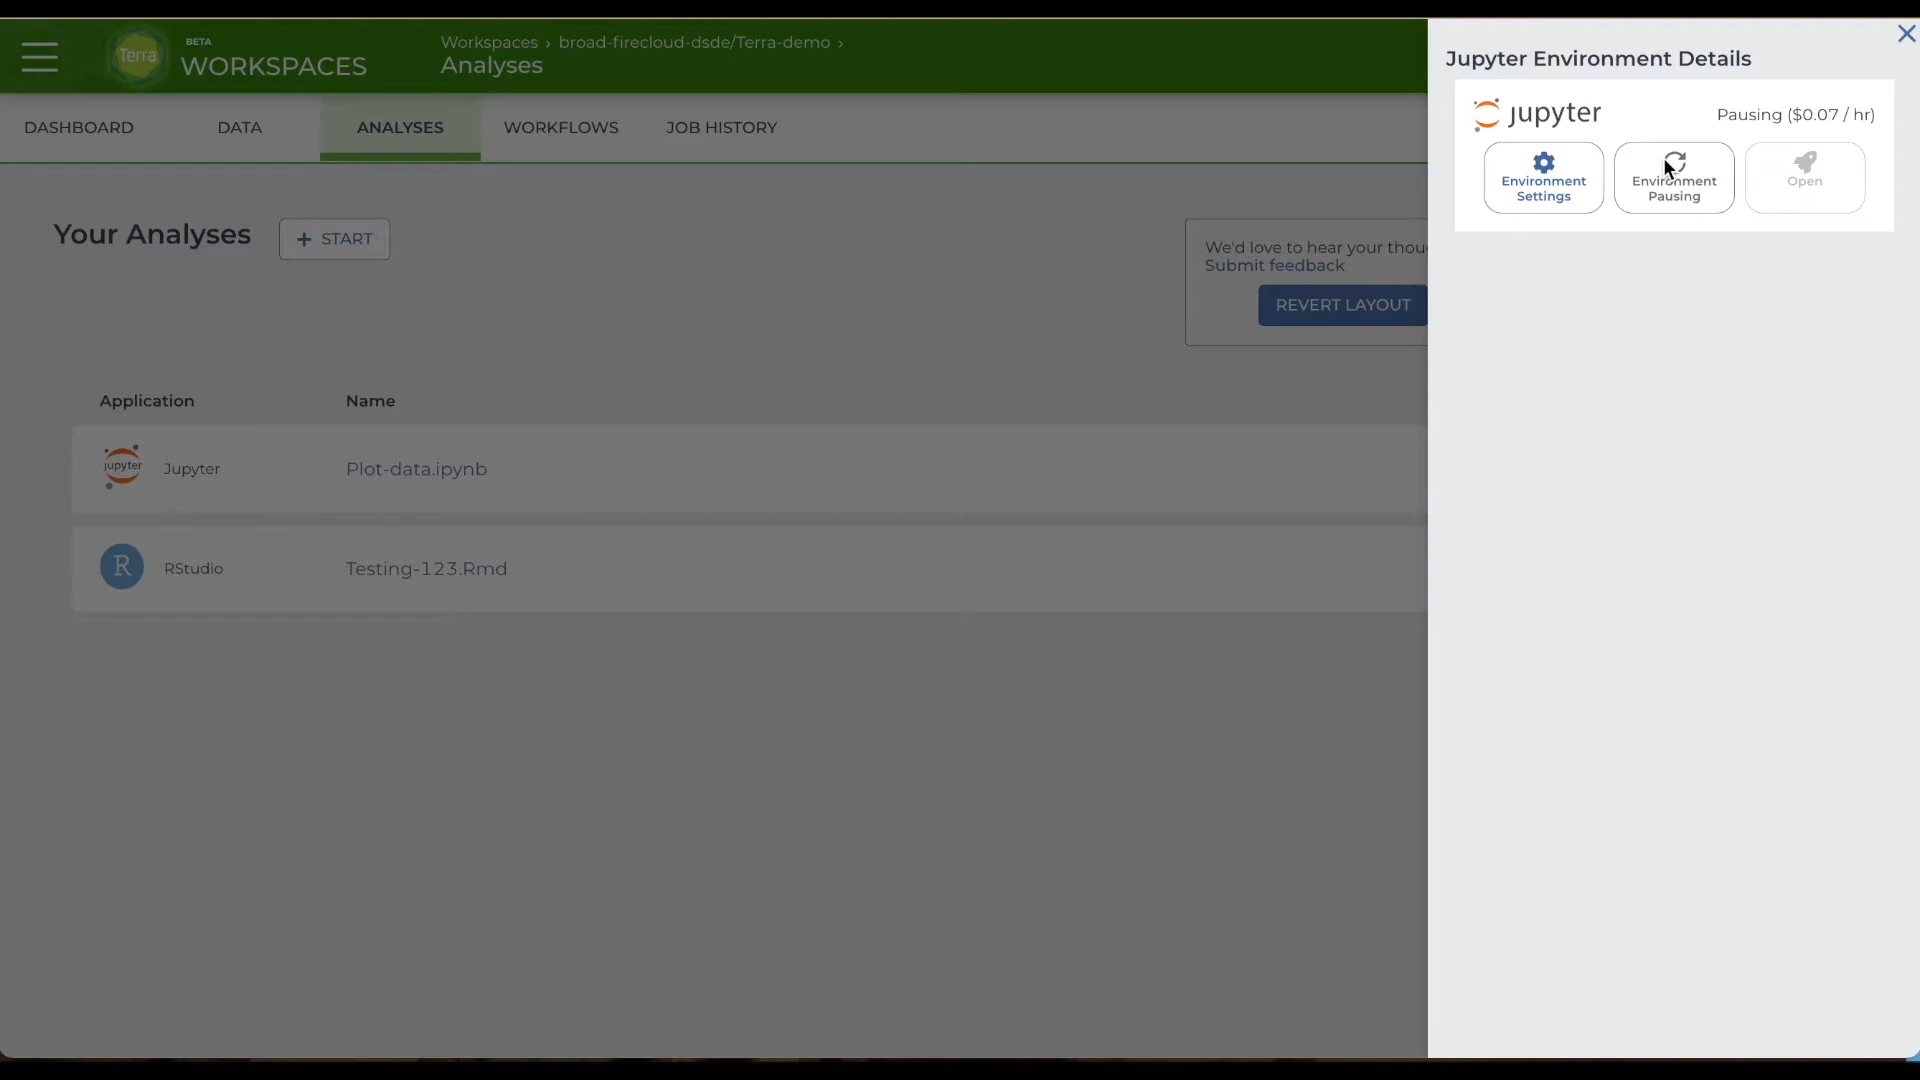 Terra
BETA
WORKSPACES
Workspaces › broad-firecloud-dsde/Terra-demo ›
Analyses
DASHBOARD
DATA
ANALYSES
WORKFLOWS
JOB HISTORY
Your Analyses
+ START
We'd love to hear your thou
Submit feedback
REVERT LAYOUT
Application
Name
jupyter
Jupyter
Plot-data.ipynb
R
RStudio
Testing-123.Rmd
Jupyter Environment Details
jupyter
Pausing ($0.07 / hr)
Environment
Settings
Environment
Pausing
Open